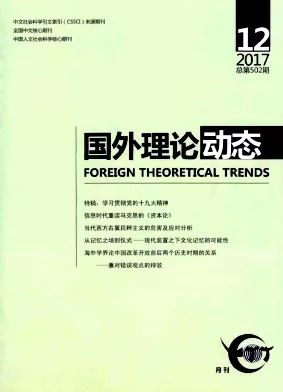 中文社会科学引文索引（CSSCI）来源期刊
全国中文核心期刊
中国人文社会科学核心期刊
12
2017
总第502期
国外理论动态
FOREIGN THEORETICAL TRENDS
特稿：学习贯彻党的十九大精神
信息时代重读马克思的《资本论》
当代西方右翼民粹主义的危害及应对分析
从记忆之场到仪式——现代装置之下文化记忆的可能性
海外学界论中国改革开放前后两个历史时期的关系
——兼对错误观点的辩驳
月刊